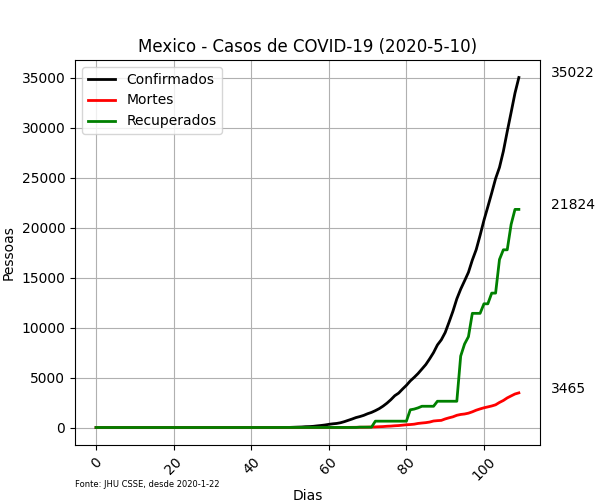 Mexico - Casos de COVID-19 (2020-5-10)
Confirmados
Mortes
Recuperados
35022
21824
3465
Pessoas
35000
30000
25000
20000
15000
10000
5000
0
0 20 40 60 80 100
Fonte: JHU CSSE, desde 2020-1-22
Dias